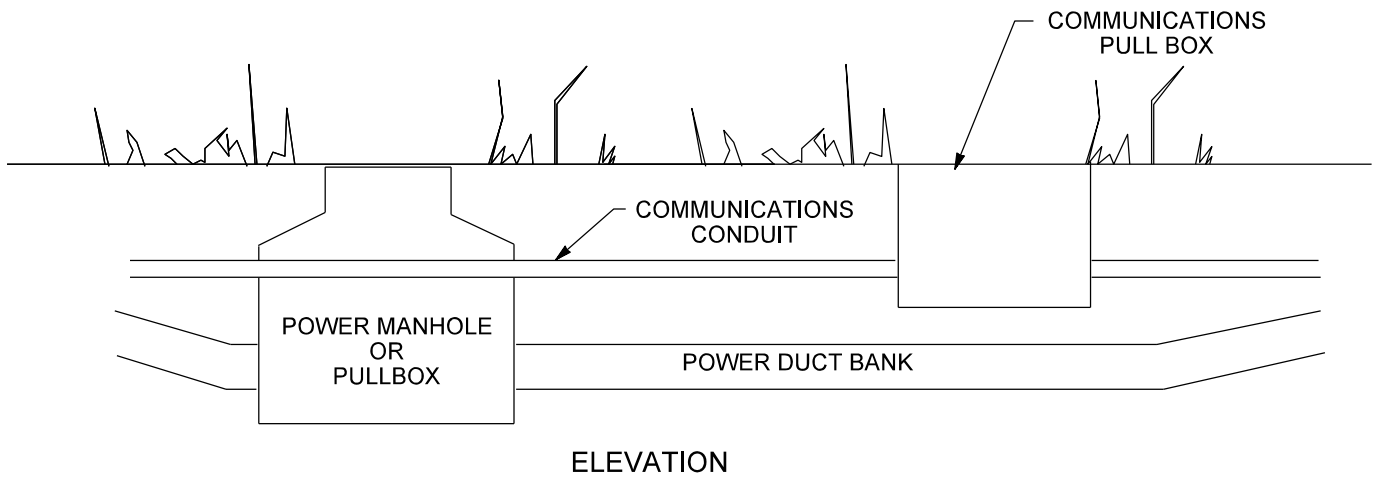 COMMUNICATIONS
PULL BOX
COMMUNICATIONS
CONDUIT
POWER MANHOLE
OR
PULLBOX
POWER DUCT BANK
ELEVATION